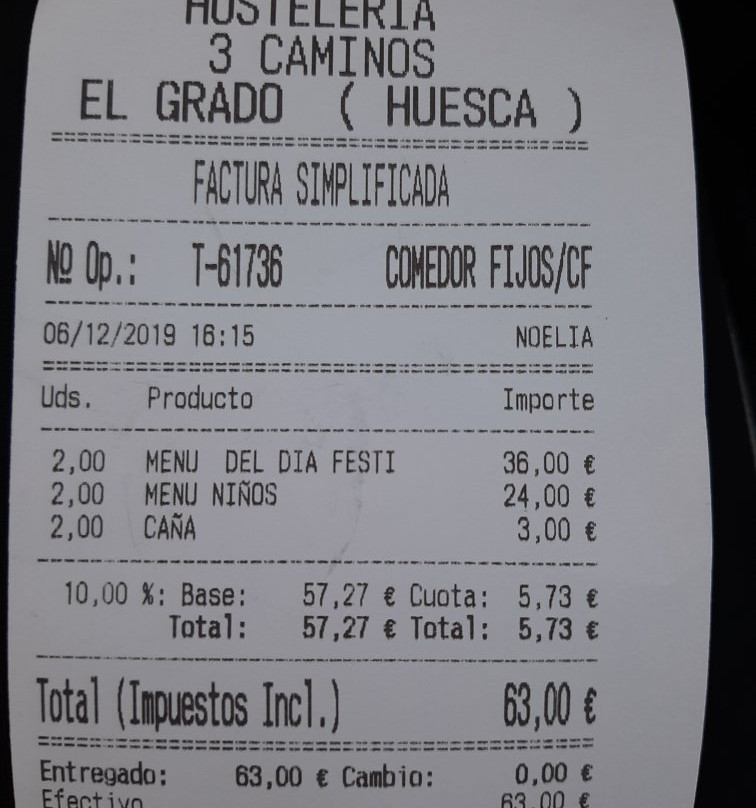 HOSTELERIA
3 CAMINOS
EL GRADO ( HUESCA )
FACTURA SIMPLIFICADA
Nº Op.: T-61736 COMEDOR FIJOS/CF
06/12/2019 16:15 NOELIA
Uds. Producto Importe
2,00 MENU DEL DIA FESTI 36,00 €
2,00 MENU NIÑOS 24,00 €
2,00 CAÑA 3,00 €
10,00 %: Base: 57,27 € Cuota: 5,73 €
Total: 57,27 € Total: 5,73 €
Total (Impuestos Incl.) 63,00 €
Entregado: 63,00 € Cambio: 0,00 €
Efectivo 63,00 €